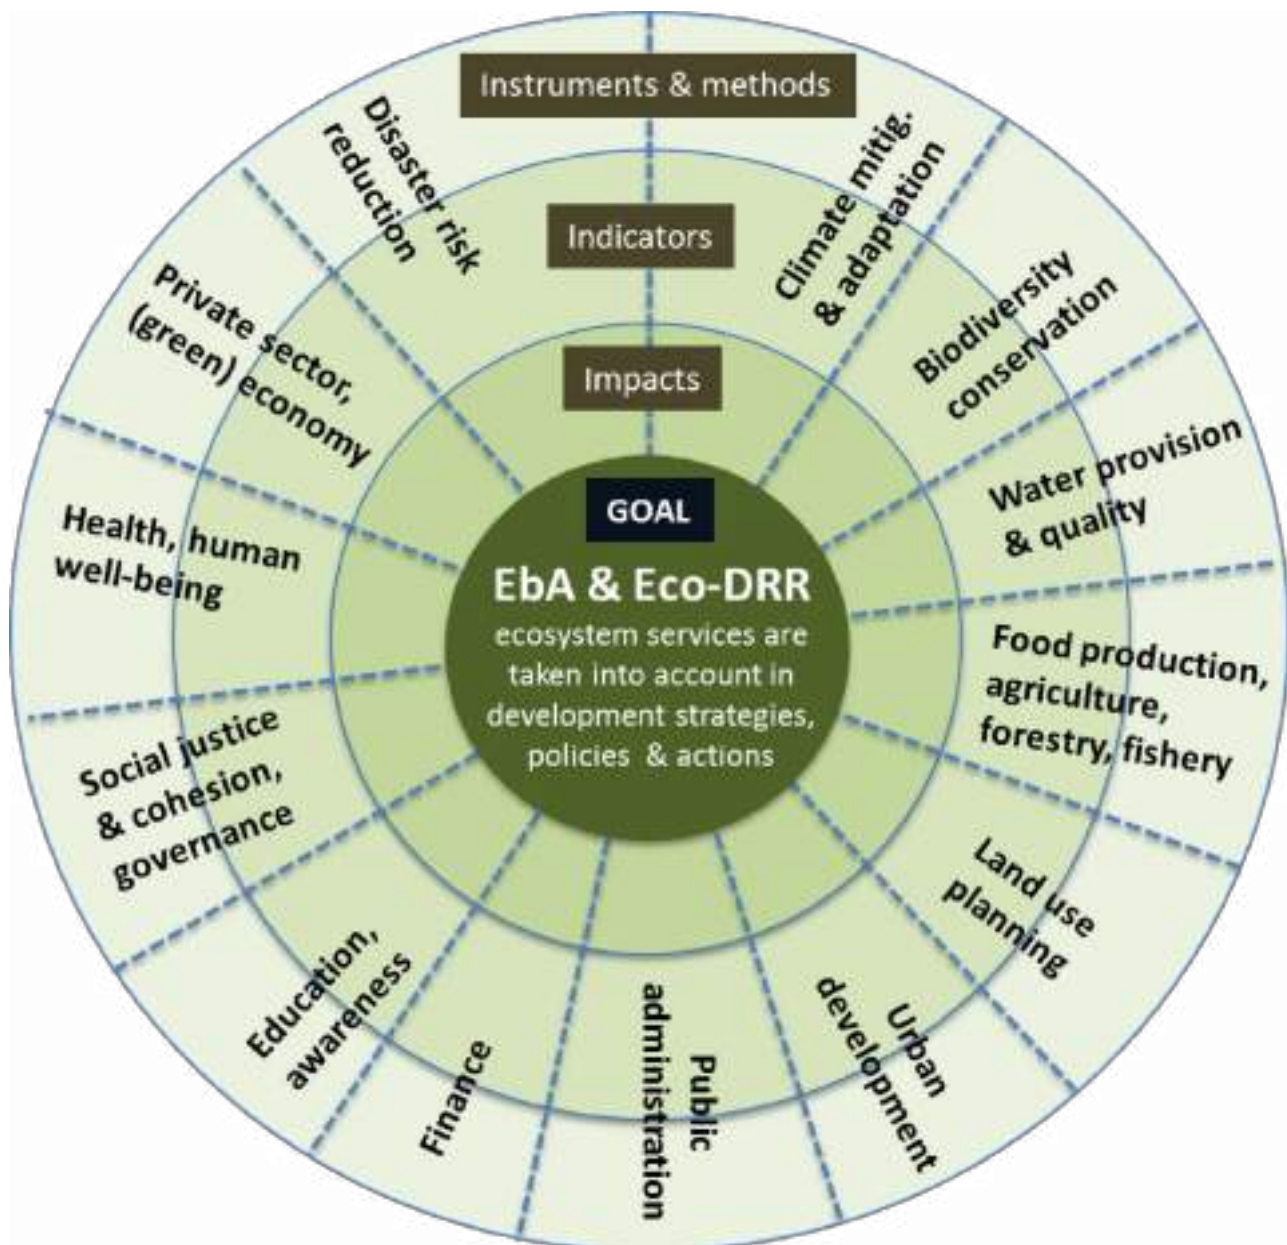 Instruments & methods
Indicators
Impacts
GOAL
EbA & Eco-DRR
ecosystem services are
taken into account in
development strategies,
policies & actions
Climate mitig.
& adaptation
Biodiversity
conservation
Water provision
& quality
Food production,
agriculture,
forestry, fishery
Land use
planning
Urban
development
Public
administration
Finance
Education,
awareness
Social justice
& cohesion,
governance
Health, human
well-being
Private sector,
(green) economy
Disaster risk
reduction